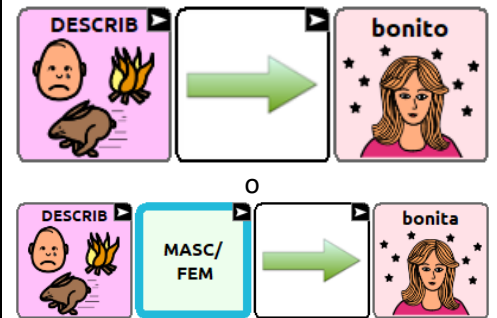 DESCRIB
bonito
o
DESCRIB
MASC/
FEM
bonita